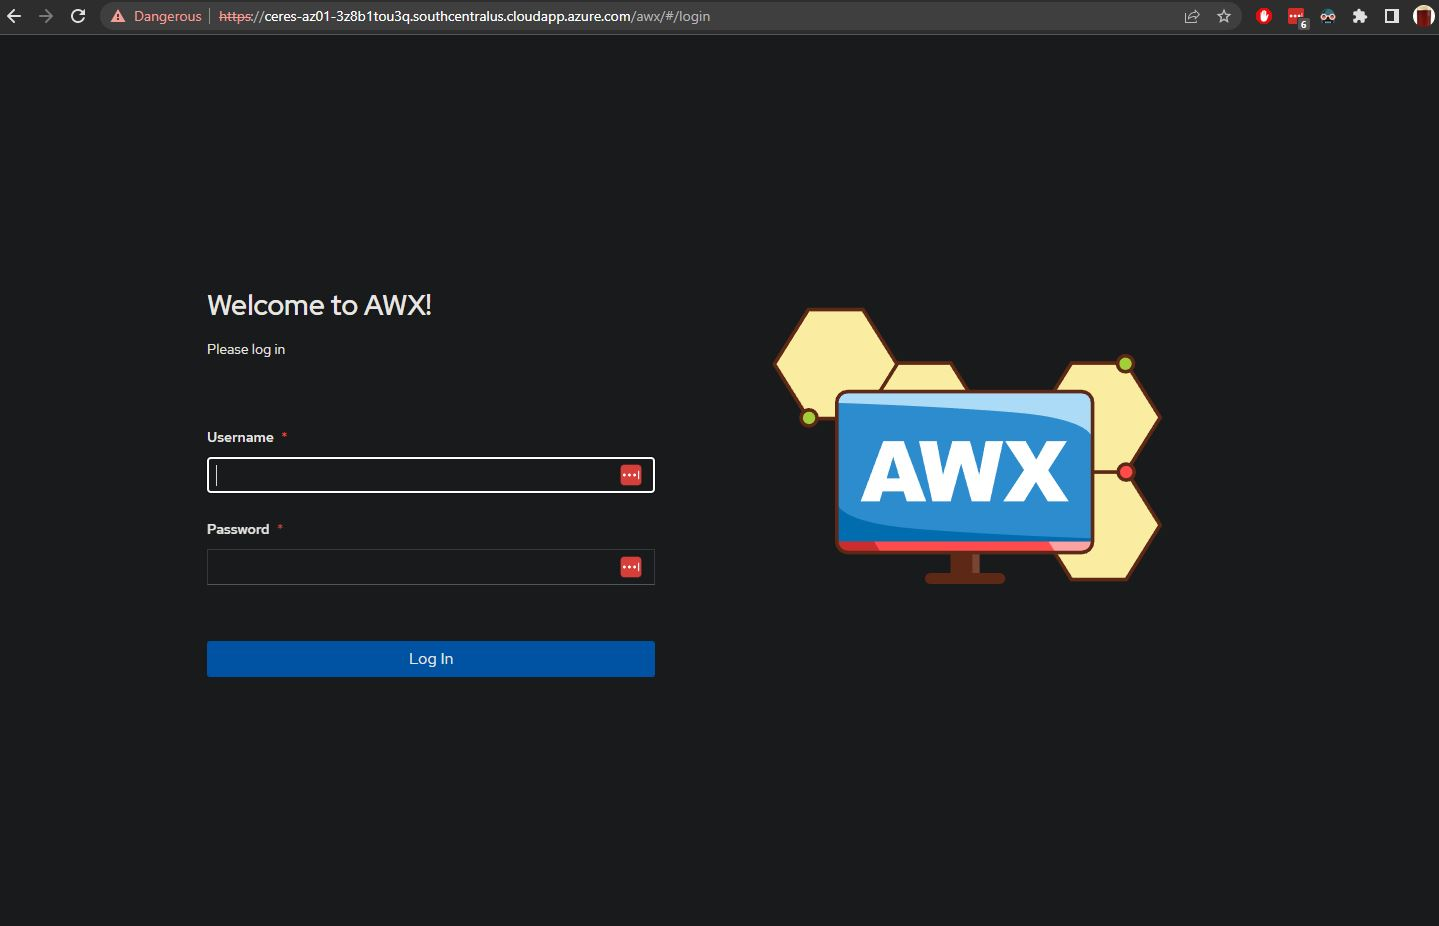 Dangerous https://ceres-az01-3z8b1tou3q.southcentralus.cloudapp.azure.com/awx/#/login
6
Welcome to AWX!
Please log in
Username *
Password *
Log In
AWX